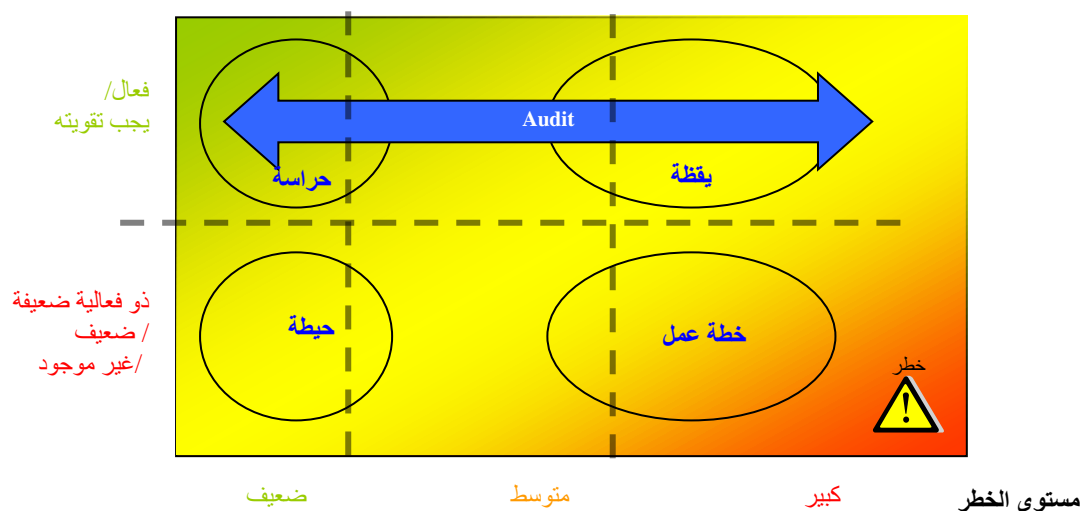 فعال/
يجب تقويته
Audit
حراسة
يقظة
ذو فعالية ضعيفة
/ ضعيف
/غير موجود
حيطة
خطة عمل
خطر
ضعيف
متوسط
كبير
مستوى الخطر